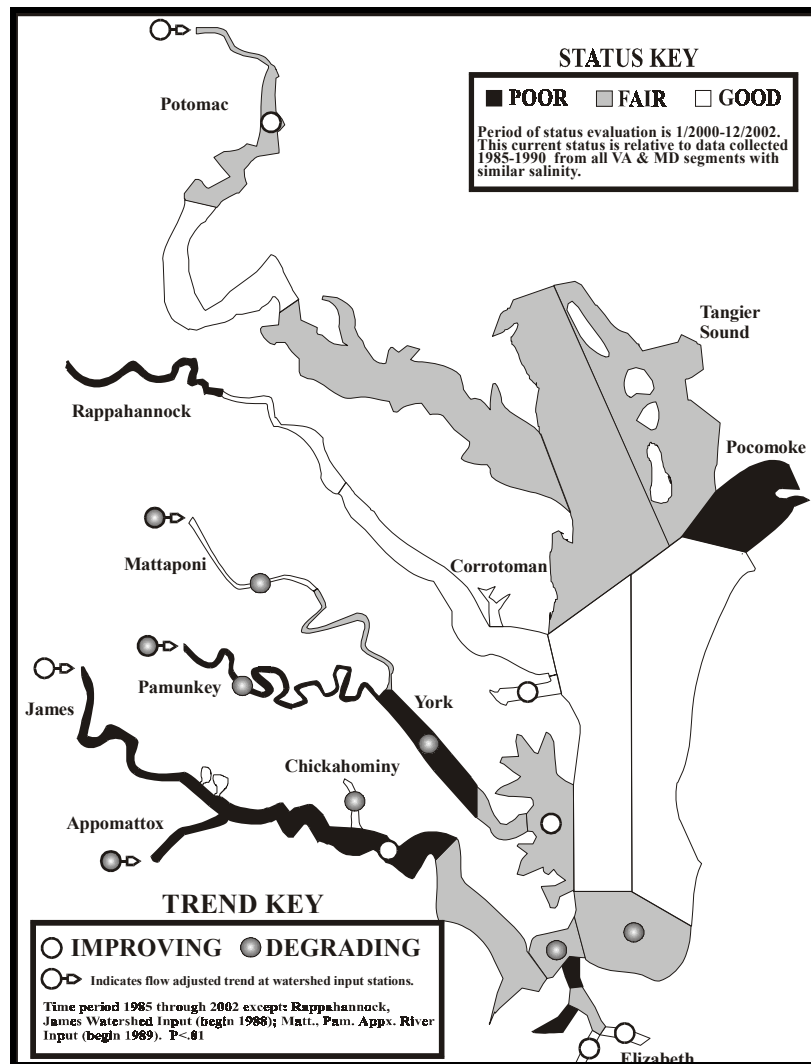 STATUS KEY
POOR FAIR GOOD
Period of status evaluation is 1/2000-12/2002.
This current status is relative to data collected
1985-1990 from all VA & MD segments with
similar salinity.
Potomac
Tangier
Sound
Rappahannock
Pocomoke
Mattaponi
Corrotoman
Pamunkey
York
James
Chickahominy
Appomattox
TREND KEY
IMPROVING DEGRADING
Indicates flow adjusted trend at watershed input stations.
Time period 1985 through 2002 except: Rappahannock,
James Watershed Input (begin 1988); Matt., Pam. Appx. River
Input (begin 1989). P<.01
Elizabeth